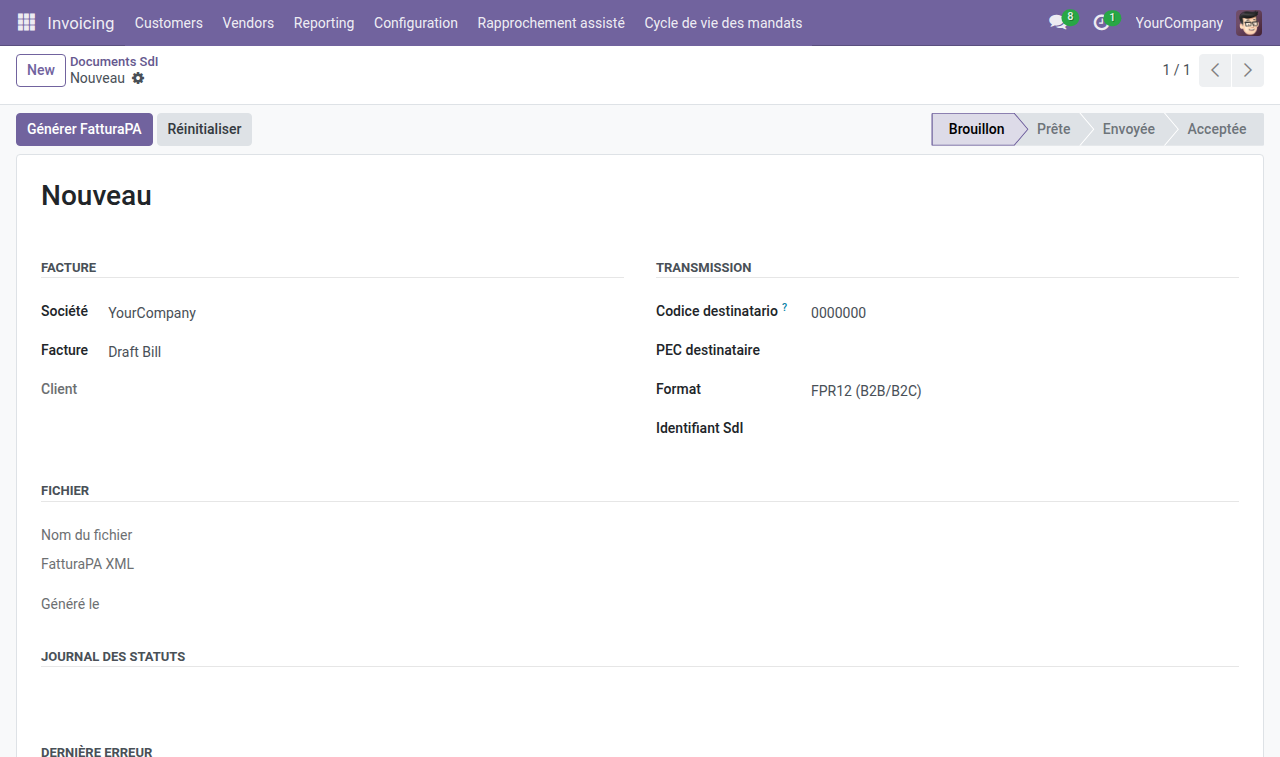 Invoicing Customers Vendors Reporting Configuration Rapprochement assisté Cycle de vie des mandats 8 1 YourCompany
New Documents SdI
Nouveau 1 / 1
Générer FatturaPA Réinitialiser Brouillon Prête Envoyée Acceptée
Nouveau
FACTURE
Société YourCompany
Facture Draft Bill
Client
TRANSMISSION
Codice destinatario ? 0000000
PEC destinataire
Format FPR12 (B2B/B2C)
Identifiant SdI
FICHIER
Nom du fichier
FatturaPA XML
Généré le
JOURNAL DES STATUTS
DERNIÈRE ERREUR